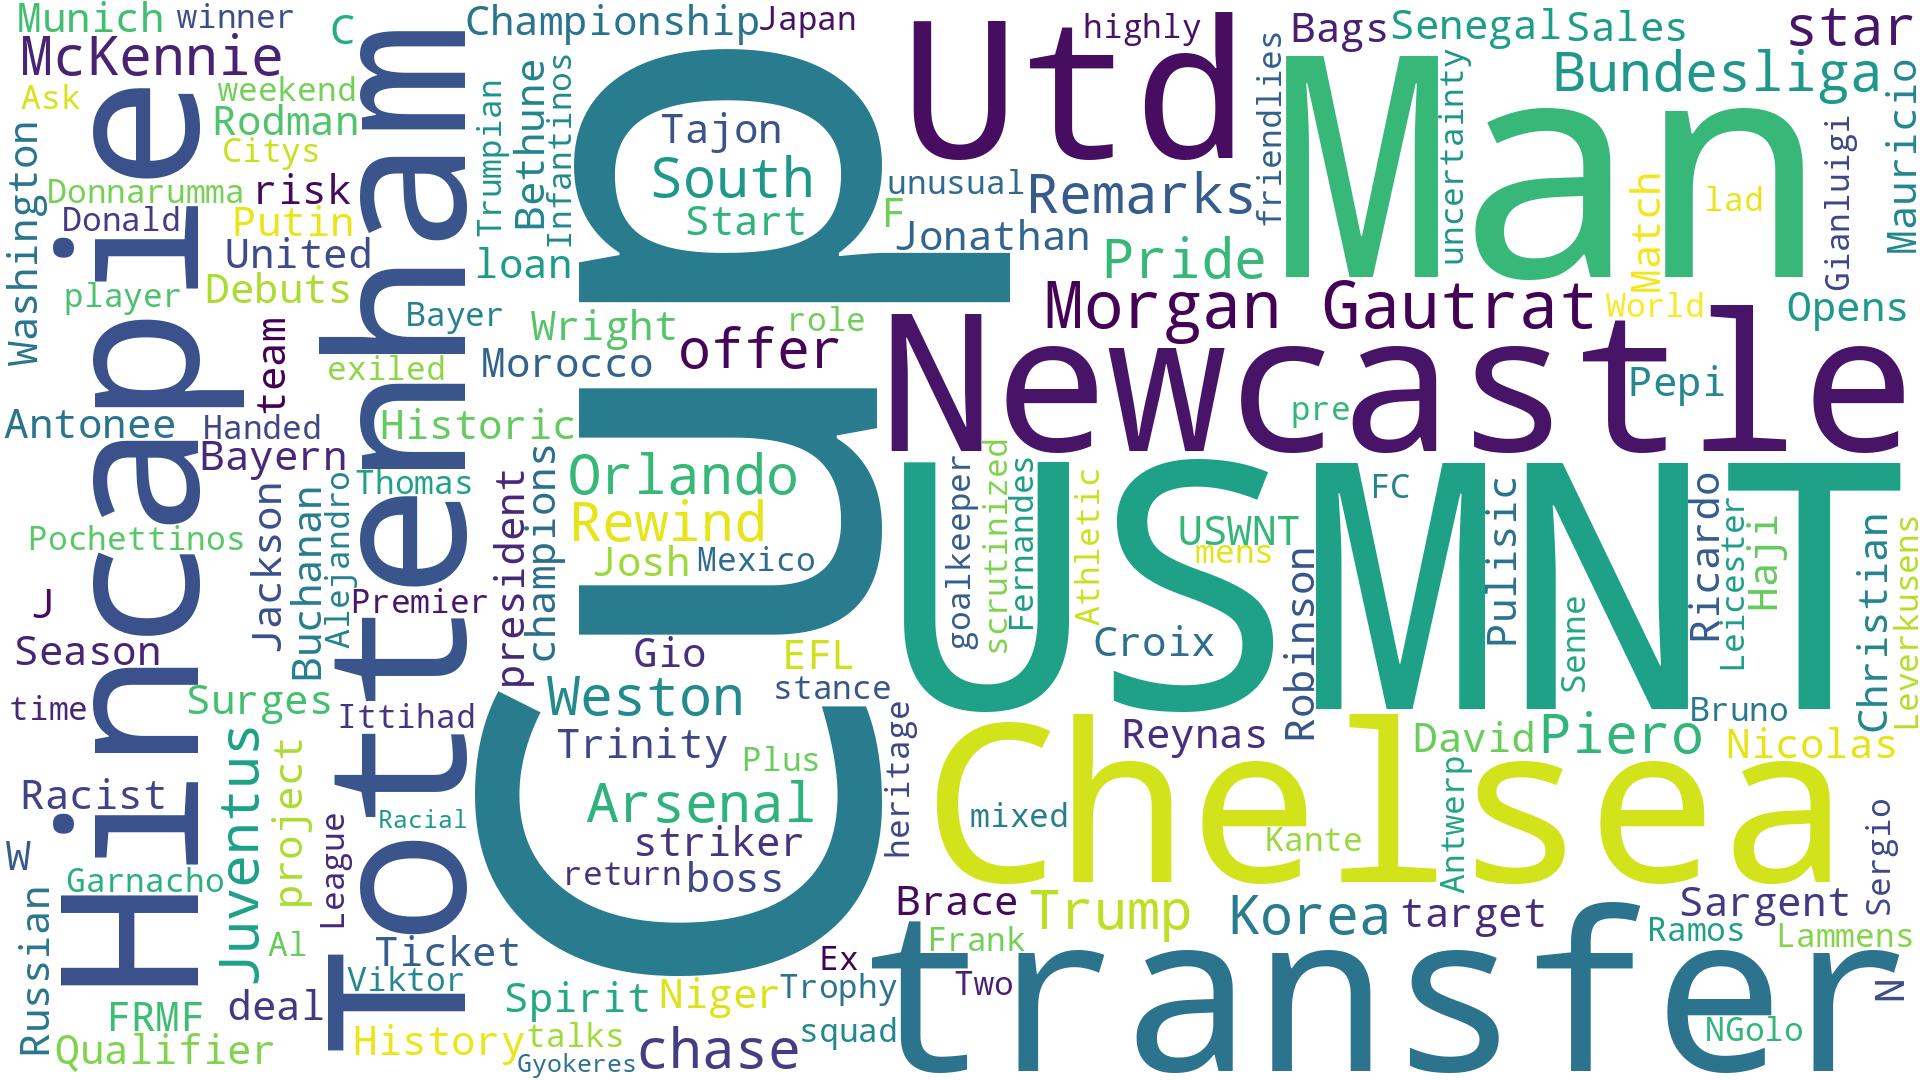 Munich
winner
C
Championship
Japan
Utd
highly
Bags
Senegal
Sales
star
McKennie
Ask
weekend
Rodman
Citys
Washington
Donnarumma
risk
Donald
Putin
United
player
Debuts
Hincapie
Tottenham
Trumpian
Bethune
Infantinos
loan
Tajon
South
Start
Cup
unusual
Remarks
F
Jonathan
friendlies
Pride
Man
uncertainty
Bundesliga
Match
lad
Gianluigi
Mauricio
Morgan
Gautrat
World
Opens
Bayer
Wright
role
team
exiled
Morocco
offer
Newcastle
Pepi
pre
Antonee
Handed
Historic
Bayern
Thomas
Orlando
Rewind
Josh
Mexico
Pochettinos
Jackson
Buchanan
Alejandro
Premier
president
champions
goalkeeper
scrutinized
Fernandes
Athletic
USMNT
USWNT
mens
FC
Croix
Robinson
Pulisic
Senne
Ricardo
Leicester
Haji
Christian
Leverkusens
J
Season
time
Surges
Ittihad
Gio
EFL
stance
Weston
Trinity
Plus
heritage
Reynas
David
Piero
Bruno
Nicolas
Racist
Juventus
project
League
Racial
Arsenal
striker
return
boss
Chelsea
mixed
Kante
Antwerp
Sergio
W
Garnacho
Russian
Al
Ticket
Viktor
Ex
Brace
Trump
Frank
Two
Korea
target
Sargent
Ramos
Lammens
N
transfer
NGolo
FRMF
deal
Qualifier
History
Spirit
Niger
Trophy
talks
Gyokeres
chase
squad